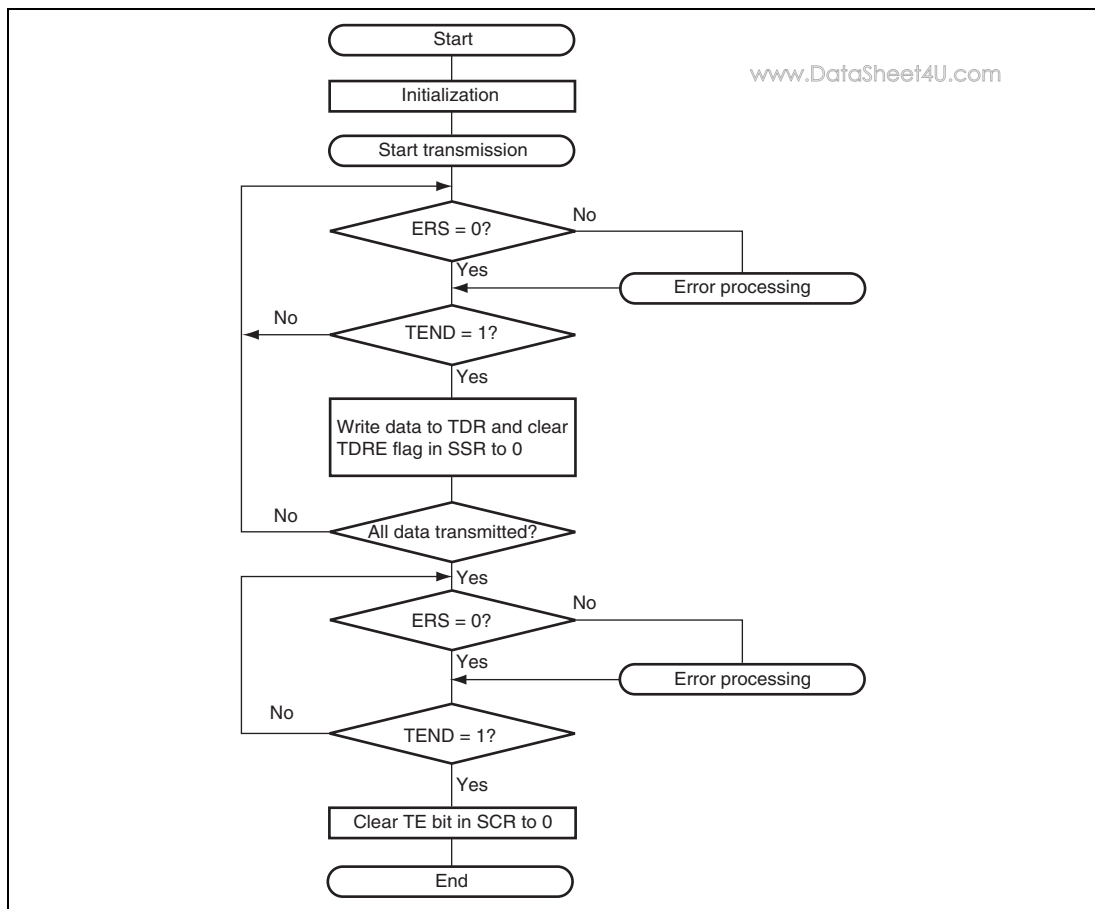 Start
www.DataSheet4U.com
Initialization
Start transmission
ERS = 0?
No
Yes
Error processing
No
TEND = 1?
Yes
Write data to TDR and clear
TDRE flag in SSR to 0
No
All data transmitted?
Yes
ERS = 0?
No
Yes
Error processing
No
TEND = 1?
Yes
Clear TE bit in SCR to 0
End